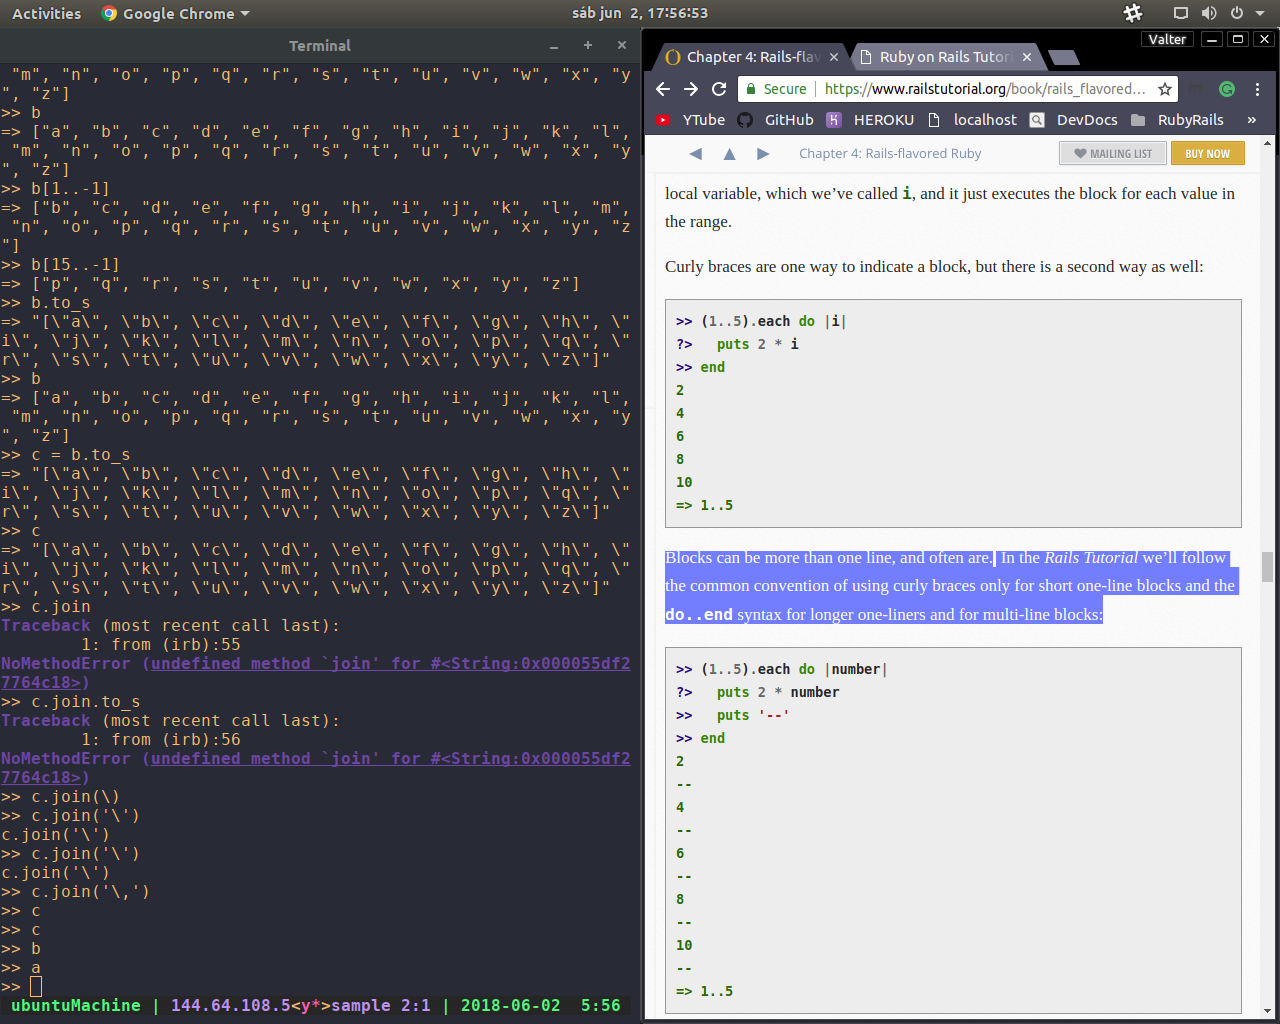 Activities
Google Chrome
sáb jun  2, 17:56:53
Terminal
"m", "n", "o", "p", "q", "r", "s", "t", "u", "v", "w", "x", "y
", "z"]
>> b
=> ["a", "b", "c", "d", "e", "f", "g", "h", "i", "j", "k", "l",
"m", "n", "o", "p", "q", "r", "s", "t", "u", "v", "w", "x", "y
", "z"]
>> b[1..-1]
=> ["b", "c", "d", "e", "f", "g", "h", "i", "j", "k", "l", "m",
"n", "o", "p", "q", "r", "s", "t", "u", "v", "w", "x", "y", "z
"]
>> b[15..-1]
=> ["p", "q", "r", "s", "t", "u", "v", "w", "x", "y", "z"]
>> b.to_s
=> "[\"a\", \"b\", \"c\", \"d\", \"e\", \"f\", \"g\", \"h\", \"
i\", \"j\", \"k\", \"l\", \"m\", \"n\", \"o\", \"p\", \"q\", \"
r\", \"s\", \"t\", \"u\", \"v\", \"w\", \"x\", \"y\", \"z\"]"
>> b
=> ["a", "b", "c", "d", "e", "f", "g", "h", "i", "j", "k", "l",
"m", "n", "o", "p", "q", "r", "s", "t", "u", "v", "w", "x", "y
", "z"]
>> c = b.to_s
=> "[\"a\", \"b\", \"c\", \"d\", \"e\", \"f\", \"g\", \"h\", \"
i\", \"j\", \"k\", \"l\", \"m\", \"n\", \"o\", \"p\", \"q\", \"
r\", \"s\", \"t\", \"u\", \"v\", \"w\", \"x\", \"y\", \"z\"]"
>> c
=> "[\"a\", \"b\", \"c\", \"d\", \"e\", \"f\", \"g\", \"h\", \"
i\", \"j\", \"k\", \"l\", \"m\", \"n\", \"o\", \"p\", \"q\", \"
r\", \"s\", \"t\", \"u\", \"v\", \"w\", \"x\", \"y\", \"z\"]"
>> c.join
Traceback (most recent call last):
        1: from (irb):55
NoMethodError (undefined method `join' for #<String:0x000055df2
7764c18>)
>> c.join.to_s
Traceback (most recent call last):
        1: from (irb):56
NoMethodError (undefined method `join' for #<String:0x000055df2
7764c18>)
>> c.join(\)
>> c.join('\')
c.join('\')
>> c.join('\')
c.join('\')
>> c.join('\,')
>> c
>> c
>> b
>> a
>>
ubuntuMachine | 144.64.108.5<y*>sample 2:1 | 2018-06-02  5:56
Valter
Chapter 4: Rails-flav
Ruby on Rails Tutori
Secure
https://www.railstutorial.org/book/rails_flavored...
YTube
GitHub
HEROKU
localhost
DevDocs
RubyRails
»
Chapter 4: Rails-flavored Ruby
MAILING LIST
BUY NOW
local variable, which we’ve called i, and it just executes the block for each value in
the range.
Curly braces are one way to indicate a block, but there is a second way as well:
>> (1..5).each do |i|
?>   puts 2 * i
>> end
2
4
6
8
10
=> 1..5
Blocks can be more than one line, and often are. In the Rails Tutorial we’ll follow
the common convention of using curly braces only for short one-line blocks and the
do..end syntax for longer one-liners and for multi-line blocks:
>> (1..5).each do |number|
?>   puts 2 * number
>>   puts '--'
>> end
2
--
4
--
6
--
8
--
10
--
=> 1..5